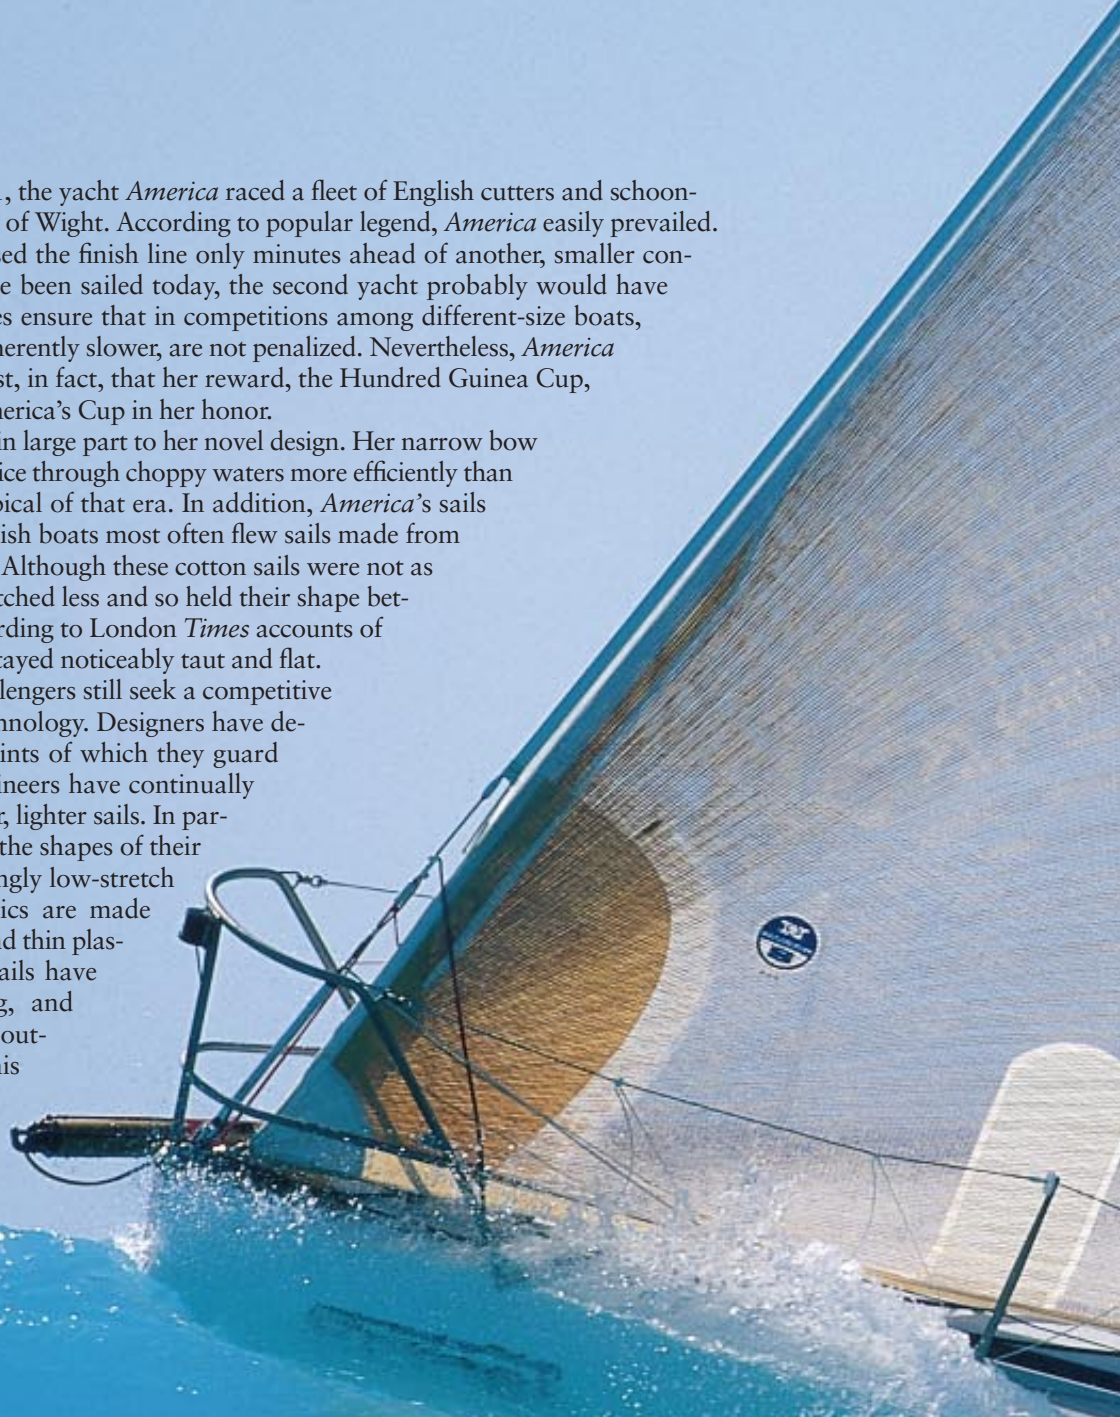 , the yacht America raced a fleet of English cutters and schoon-
of Wight. According to popular legend, America easily prevailed.
sed the finish line only minutes ahead of another, smaller con-
e been sailed today, the second yacht probably would have
es ensure that in competitions among different-size boats,
herently slower, are not penalized. Nevertheless, America
st, in fact, that her reward, the Hundred Guinea Cup,
merica’s Cup in her honor.
in large part to her novel design. Her narrow bow
ice through choppy waters more efficiently than
pical of that era. In addition, America’s sails
ish boats most often flew sails made from
Although these cotton sails were not as
tched less and so held their shape bet-
rding to London Times accounts of
tayed noticeably taut and flat.
lengers still seek a competitive
hnology. Designers have de-
ints of which they guard
ineers have continually
r, lighter sails. In par-
the shapes of their
ngly low-stretch
ics are made
nd thin plas-
ails have
g, and
out-
his